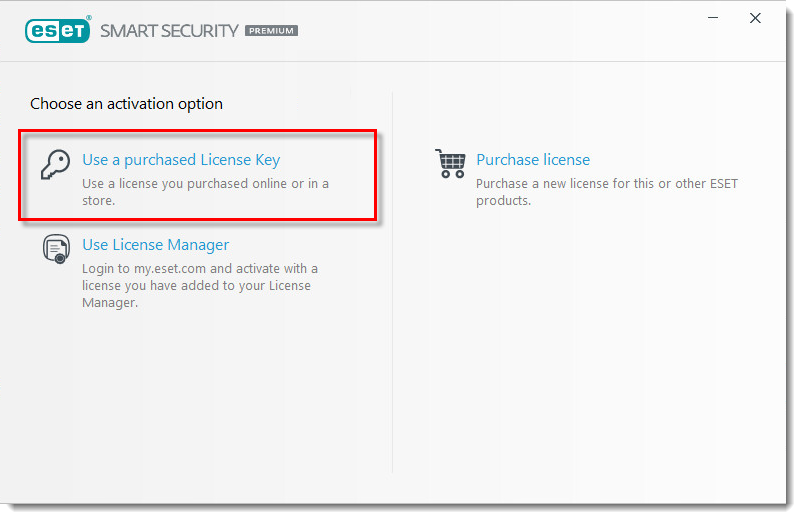 eset® SMART SECURITY PREMIUM
Choose an activation option
Use a purchased License Key
Use a license you purchased online or in a
store.
Use License Manager
Login to my.eset.com and activate with a
license you have added to your License
Manager.
Purchase license
Purchase a new license for this or other ESET
products.